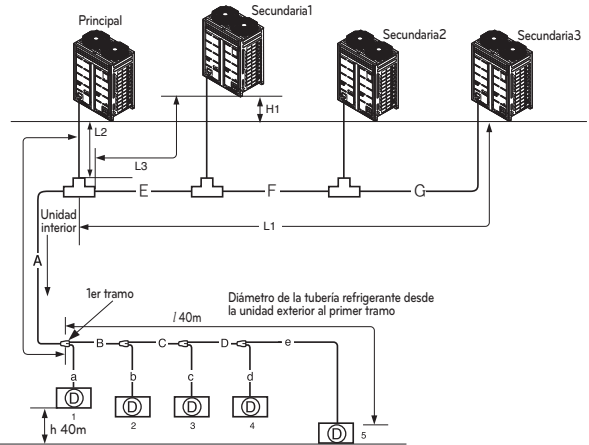 Principal
Secundaria1
Secundaria2
Secundaria3
H1
L2
L3
E
F
G
L1
Unidad
interior
A
1er tramo
Diámetro de la tubería refrigerante desde
la unidad exterior al primer tramo
l 40m
B
C
D
e
a
b
c
d
D
D
D
D
D
1
2
3
4
5
h 40m